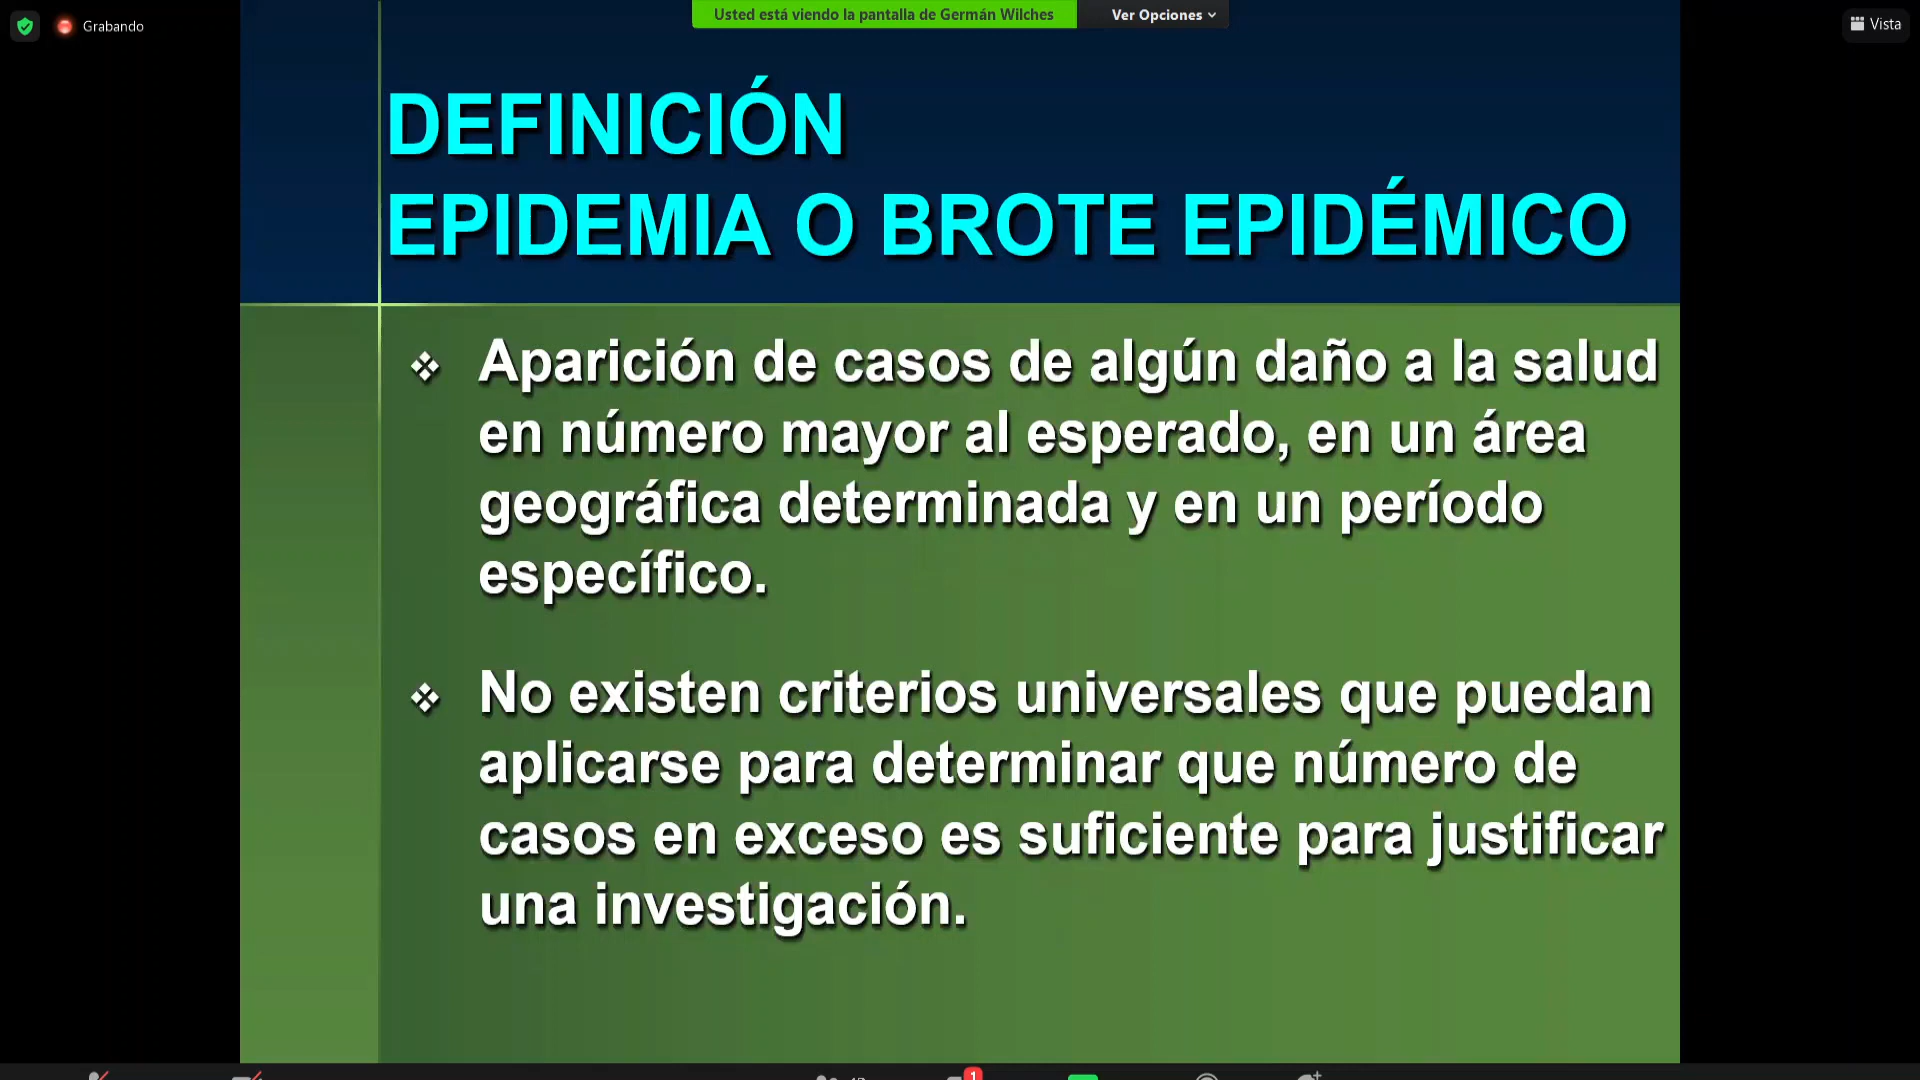 Grabando
Usted está viendo la pantalla de Germán Wilches
Ver Opciones
Vista
DEFINICIÓN
EPIDEMIA O BROTE EPIDÉMICO
Aparición de casos de algún daño a la salud
en número mayor al esperado, en un área
geográfica determinada y en un período
específico.
No existen criterios universales que puedan
aplicarse para determinar que número de
casos en exceso es suficiente para justificar
una investigación.
1